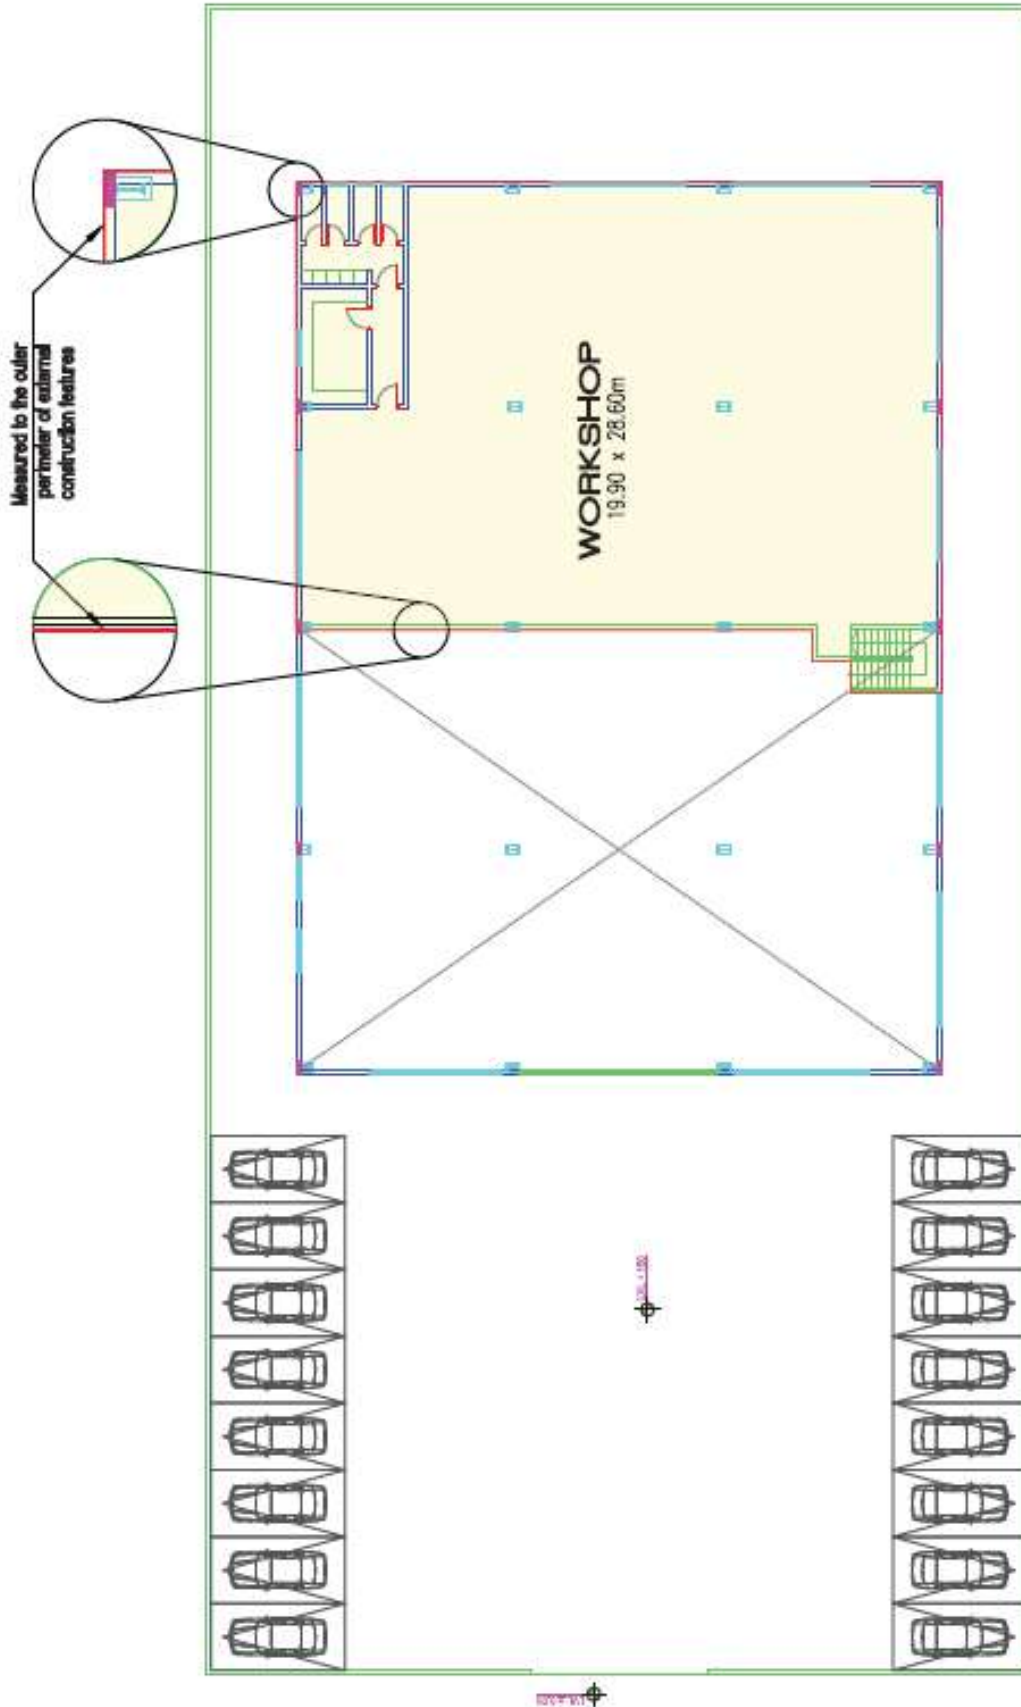 Measured to the outer
perimeter of external
construction features
WORKSHOP
19.90 x 28.60m